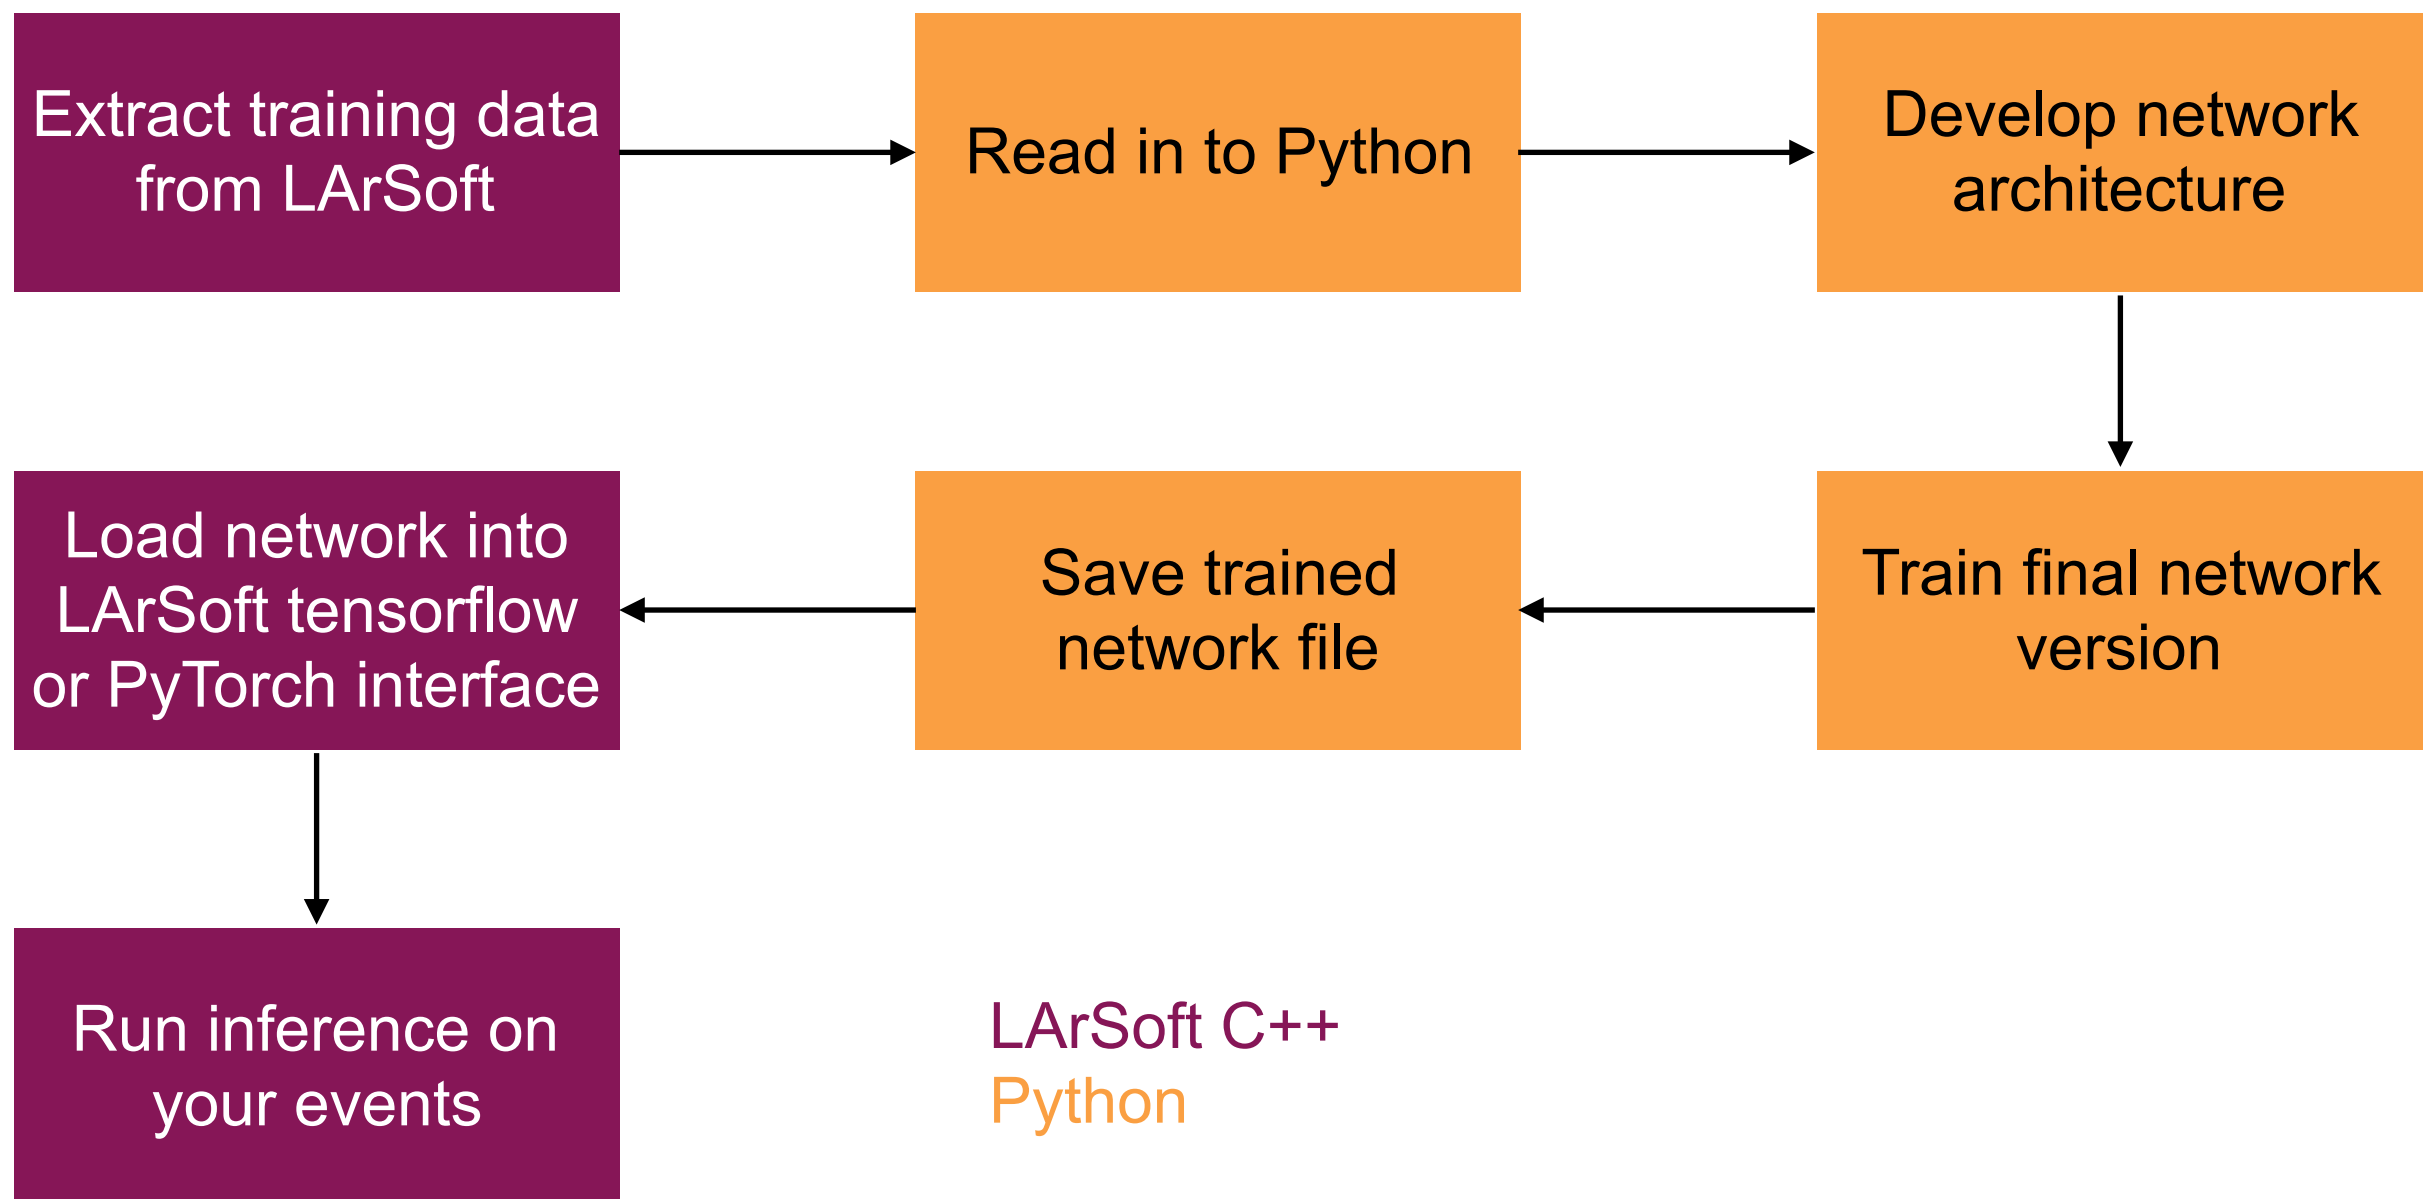 Extract training data
from LArSoft
Read in to Python
Develop network
architecture
Train final network
version
Save trained
network file
Load network into
LArSoft tensorflow
or PyTorch interface
Run inference on
your events
LArSoft C++
Python